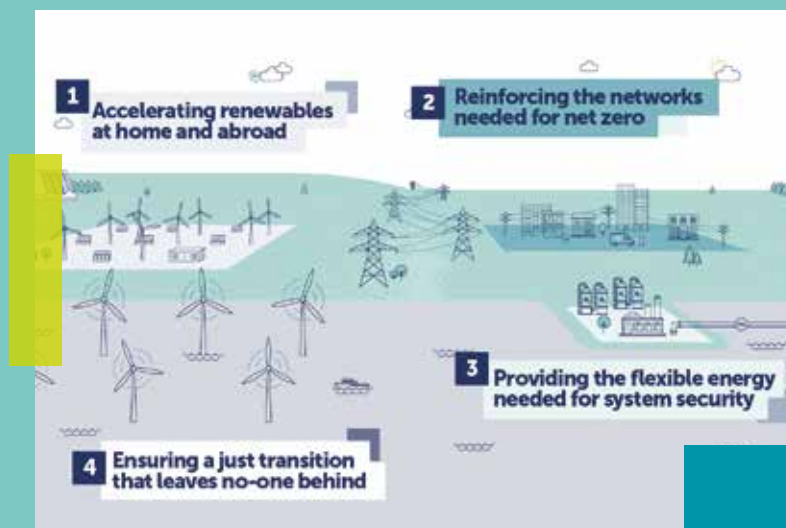 1
Accelerating renewables
at home and abroad
2
Reinforcing the networks
needed for net zero
3
Providing the flexible energy
needed for system security
4
Ensuring a just transition
that leaves no-one behind